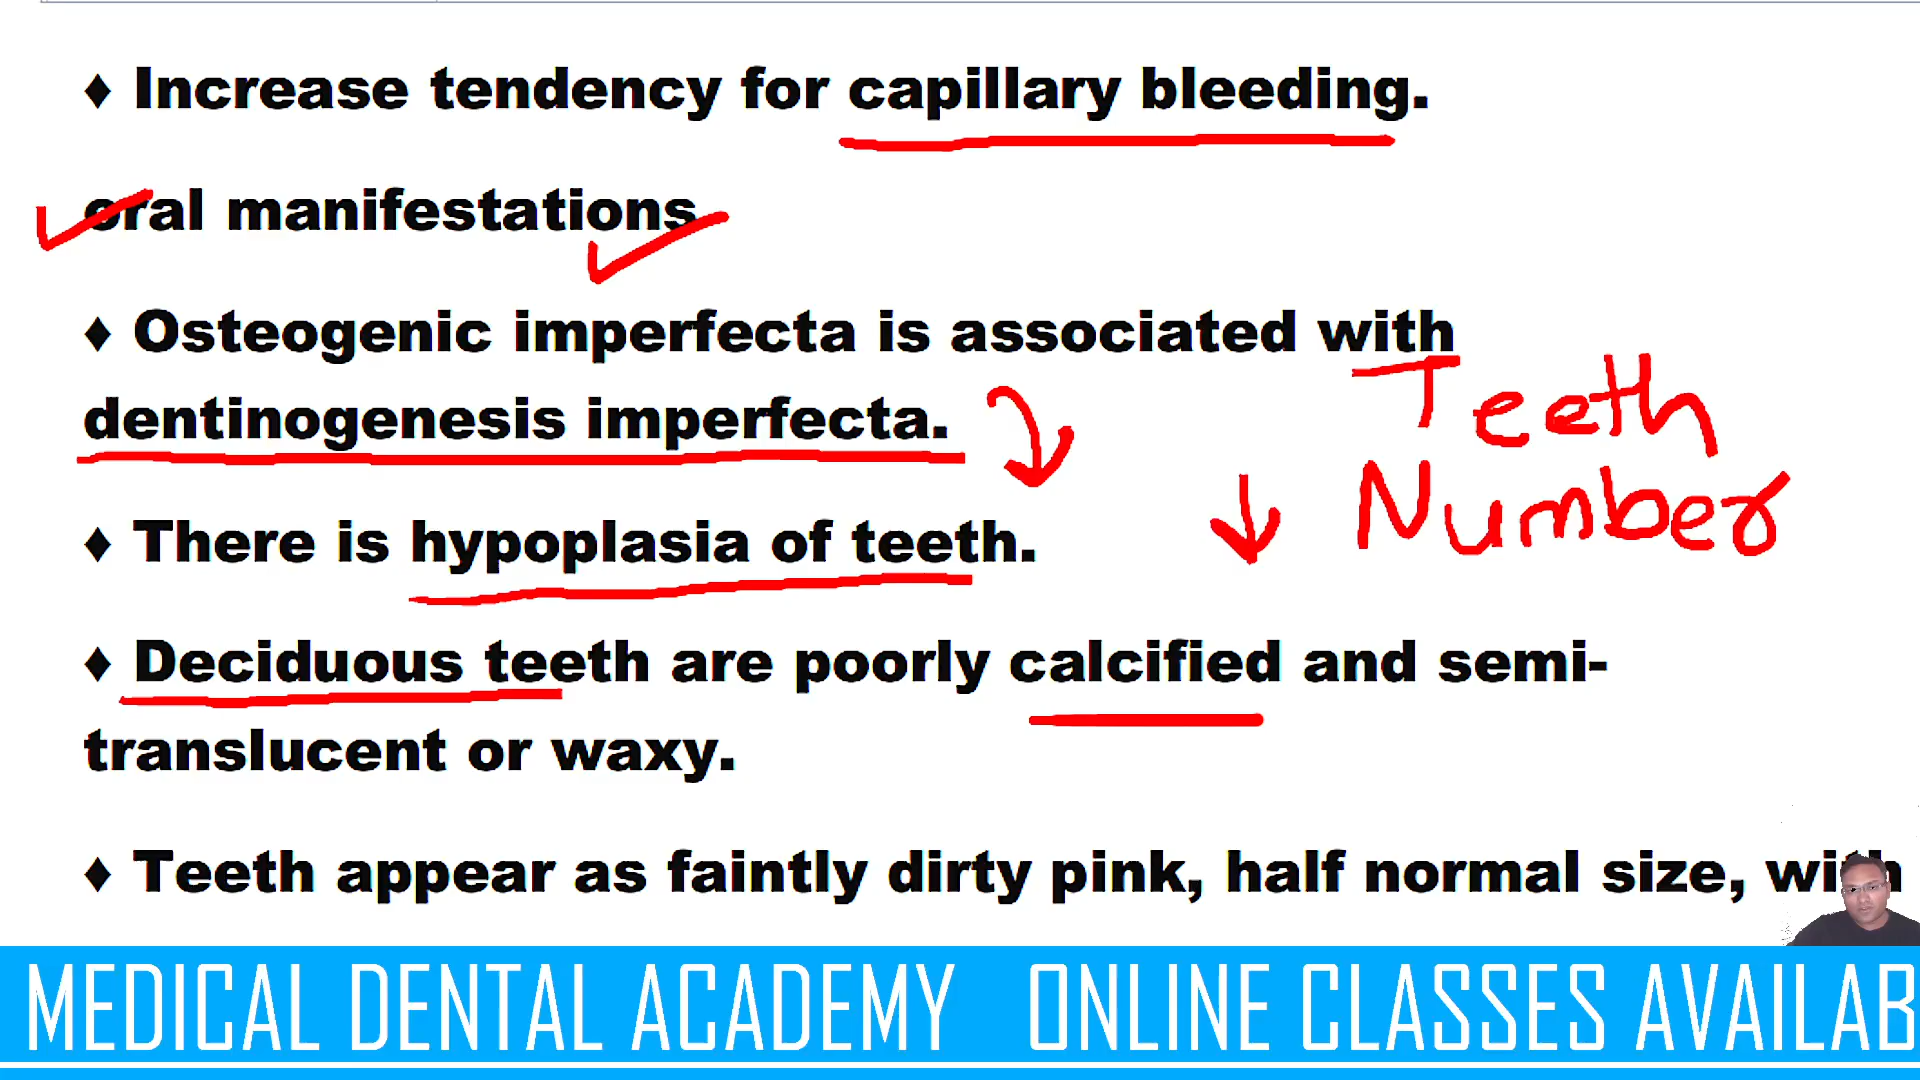 ♦ Increase tendency for capillary bleeding.
oral manifestations
♦ Osteogenic imperfecta is associated with
dentinogenesis imperfecta.
Teeth
↓ Number
♦ There is hypoplasia of teeth.
♦ Deciduous teeth are poorly calcified and semi-
translucent or waxy.
♦ Teeth appear as faintly dirty pink, half normal size, with
MEDICAL DENTAL ACADEMY ONLINE CLASSES AVAILAB